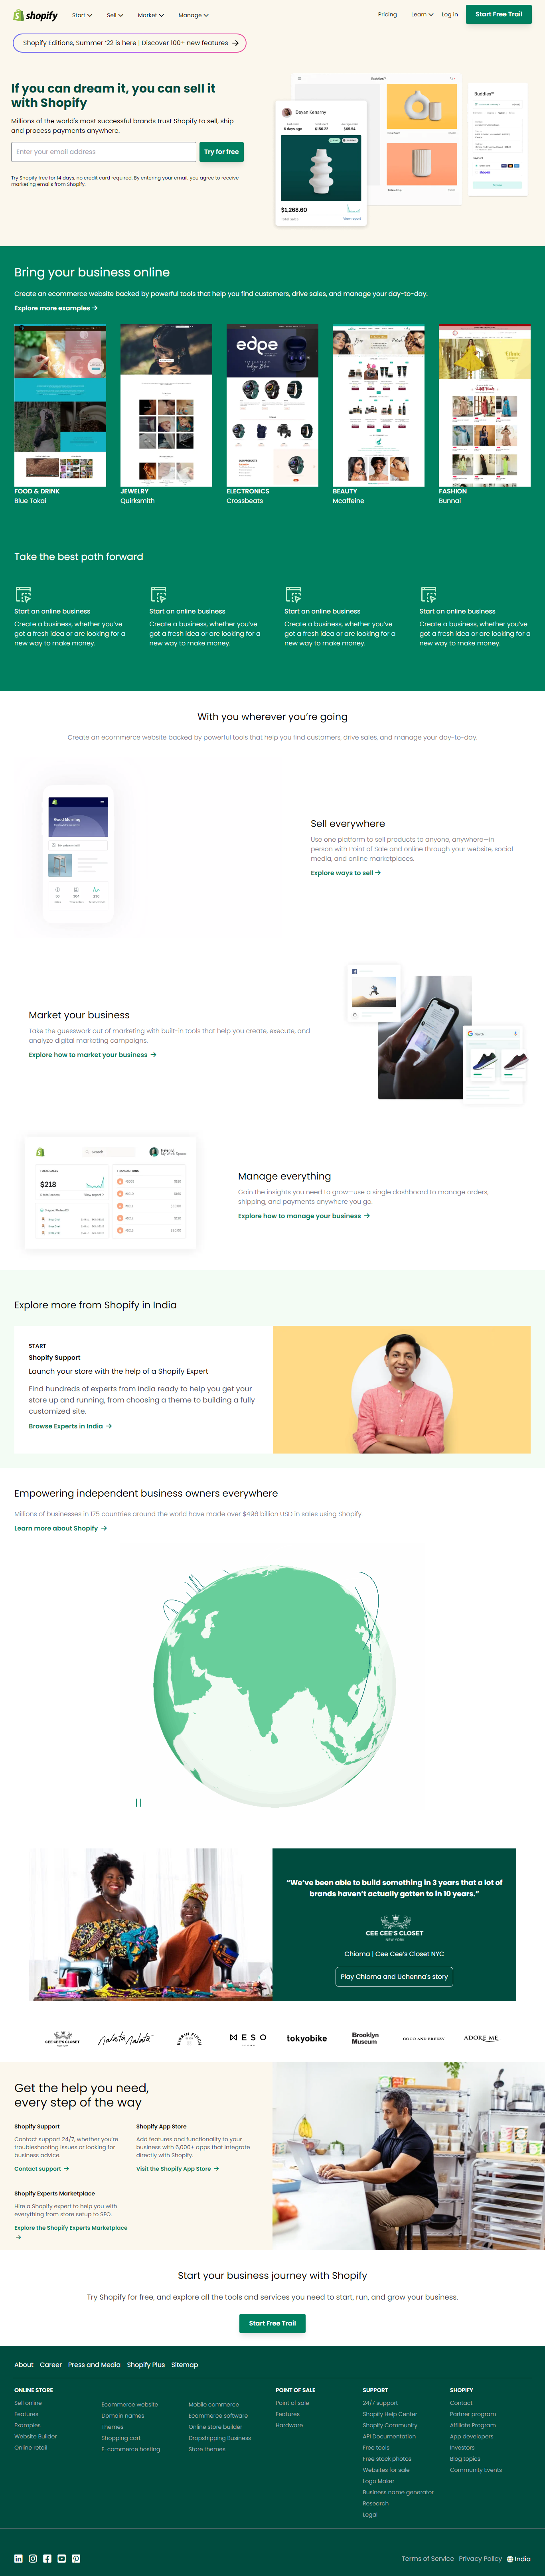 shopify
Start
Sell
Market
Manage
Pricing
Learn
Log in
Start Free Trail
Shopify Editions, Summer '22 is here | Discover 100+ new features
If you can dream it, you can sell it
with Shopify
Millions of the world's most successful brands trust Shopify to sell, ship
and process payments anywhere.
Enter your email address
Try for free
Try Shopify free for 14 days, no credit card required. By entering your email, you agree to receive
marketing emails from Shopify.
Deyan Kenarny
$1,268.60
Buddies™
Bring your business online
Create an ecommerce website backed by powerful tools that help you find customers, drive sales, and manage your day-to-day.
Explore more examples
edpe
FOOD & DRINK
Blue Tokai
JEWELRY
Quirksmith
ELECTRONICS
Crossbeats
BEAUTY
Mcaffeine
FASHION
Bunnai
Take the best path forward
Start an online business
Create a business, whether you've
got a fresh idea or are looking for a
new way to make money.
Start an online business
Create a business, whether you've
got a fresh idea or are looking for a
new way to make money.
Start an online business
Create a business, whether you've
got a fresh idea or are looking for a
new way to make money.
Start an online business
Create a business, whether you've
got a fresh idea or are looking for a
new way to make money.
With you wherever you're going
Create an ecommerce website backed by powerful tools that help you find customers, drive sales, and manage your day-to-day.
Good Morning
Sell everywhere
Use one platform to sell products to anyone, anywhere—in
person with Point of Sale and online through your website, social
media, and online marketplaces.
Explore ways to sell
Market your business
Take the guesswork out of marketing with built-in tools that help you create, execute, and
analyze digital marketing campaigns.
Explore how to market your business
Search
TOTAL SALES
$218
TRANSACTIONS
Manage everything
Gain the insights you need to grow—use a single dashboard to manage orders,
shipping, and payments anywhere you go.
Explore how to manage your business
Explore more from Shopify in India
START
Shopify Support
Launch your store with the help of a Shopify Expert
Find hundreds of experts from India ready to help you get your
store up and running, from choosing a theme to building a fully
customized site.
Browse Experts in India
Empowering independent business owners everywhere
Millions of businesses in 175 countries around the world have made over $496 billion USD in sales using Shopify.
Learn more about Shopify
"We've been able to build something in 3 years that a lot of
brands haven't actually gotten to in 10 years."
CEE CEE'S CLOSET
NEW YORK
Chioma | Cee Cee's Closet NYC
Play Chioma and Uchenna's story
CEE CEE'S CLOSET
NEW YORK
MESO
tokyobike
Brooklyn
Museum
COCO AND BREEZY
ADORE ME
Get the help you need,
every step of the way
Shopify Support
Contact support 24/7, whether you're
troubleshooting issues or looking for
business advice.
Contact support
Shopify App Store
Add features and functionality to your
business with 6,000+ apps that integrate
directly with Shopify.
Visit the Shopify App Store
Shopify Experts Marketplace
Hire a Shopify expert to help you with
everything from store setup to SEO.
Explore the Shopify Experts Marketplace
Start your business journey with Shopify
Try Shopify for free, and explore all the tools and services you need to start, run, and grow your business.
Start Free Trail
About
Career
Press and Media
Shopify Plus
Sitemap
ONLINE STORE
Sell online
Features
Examples
Website Builder
Online retail
Ecommerce website
Domain names
Themes
Shopping cart
E-commerce hosting
Mobile commerce
Ecommerce software
Online store builder
Dropshipping Business
Store themes
POINT OF SALE
Point of sale
Features
Hardware
SUPPORT
24/7 support
Shopify Help Center
Shopify Community
API Documentation
Free tools
Free stock photos
Websites for sale
Logo Maker
Business name generator
Research
Legal
SHOPIFY
Contact
Partner program
Affiliate Program
App developers
Investors
Blog topics
Community Events
Terms of Service
Privacy Policy
India